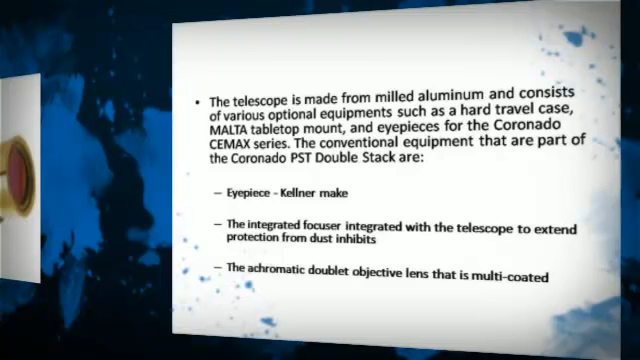 • The telescope is made from milled aluminum and consists
of various optional equipments such as a hard travel case,
MALTA tabletop mount, and eyepieces for the Coronado
CEMAX series. The conventional equipment that are part of
the Coronado PST Double Stack are:
– Eyepiece - Kellner make
– The integrated focuser integrated with the telescope to extend
protection from dust inhibits
– The achromatic doublet objective lens that is multi-coated